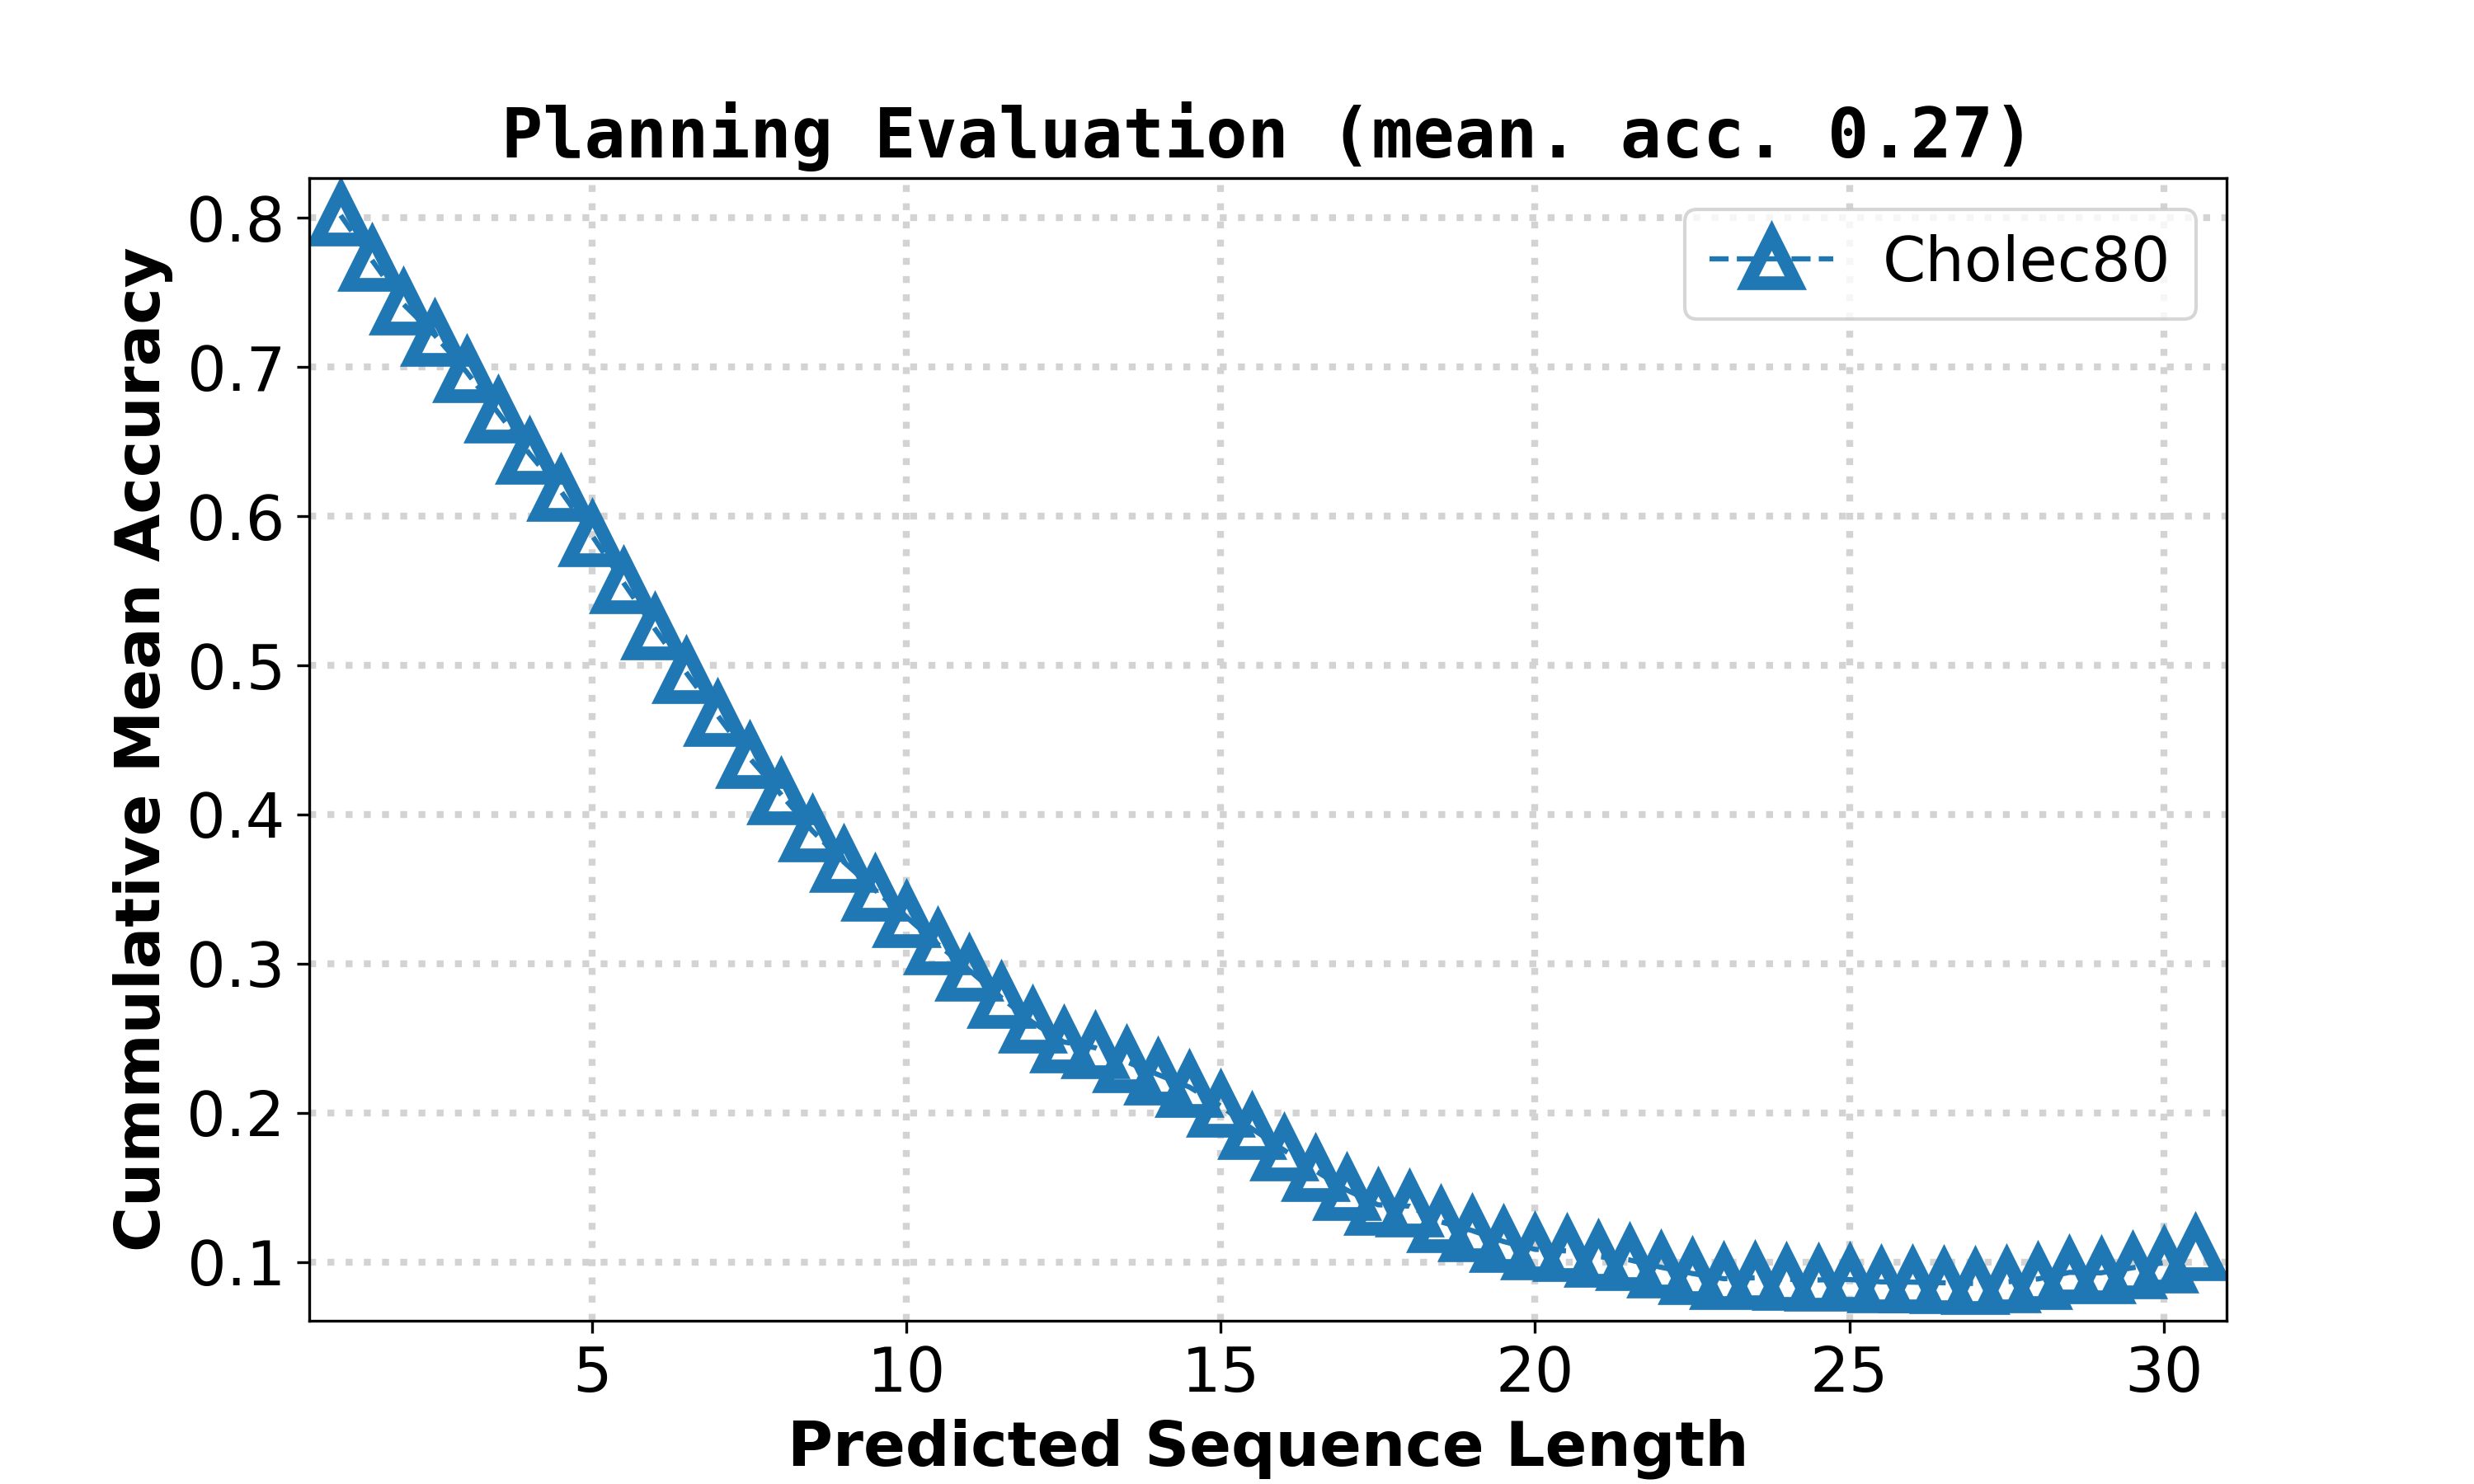 Planning Evaluation (mean. acc. 0.27)
Cholec80
Cummulative Mean Accuracy
0.8
0.7
0.6
0.5
0.4
0.3
0.2
0.1
5 10 15 20 25 30
Predicted Sequence Length